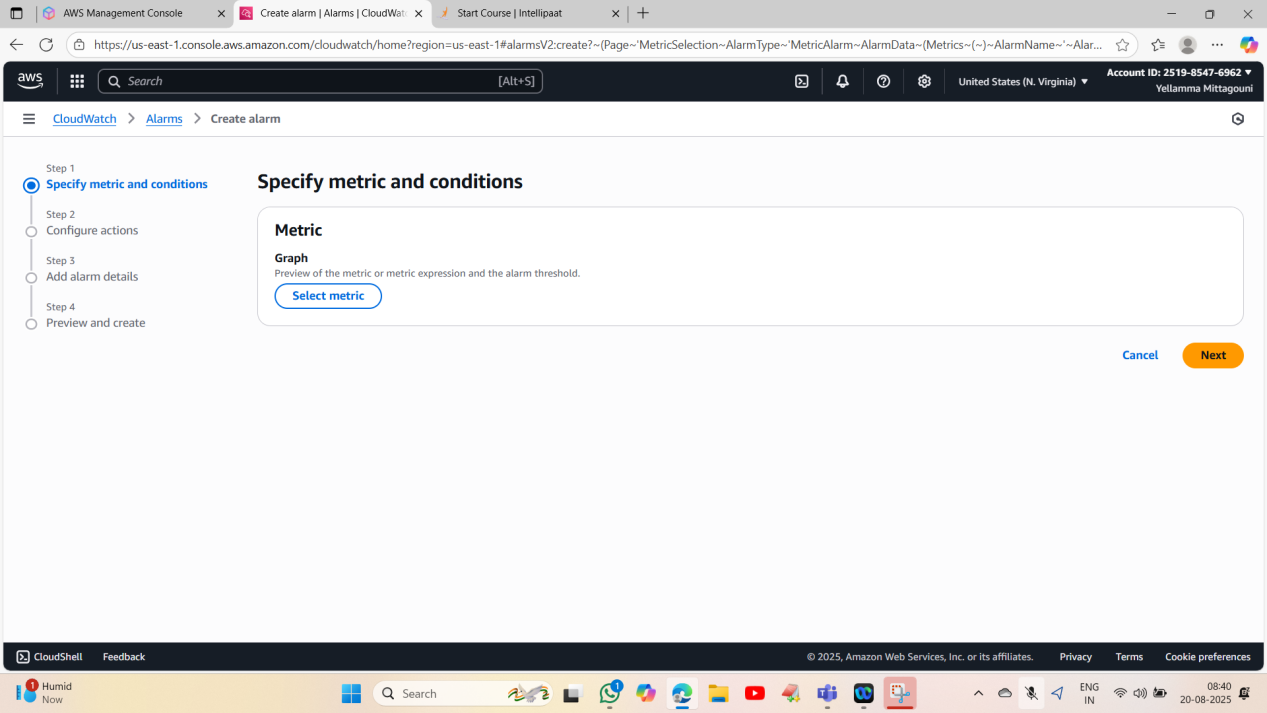 AWS Management Console
Create alarm | Alarms | CloudWat
Start Course | Intellipaat
https://us-east-1.console.aws.amazon.com/cloudwatch/home?region=us-east-1#alarmsV2:create?~(Page~'MetricSelection~AlarmType~'MetricAlarm~AlarmData~(Metrics~(~)~AlarmName~'~Alar...
aws
Search
[Alt+S]
United States (N. Virginia)
Account ID: 2519-8547-6962
Yellamma Mittagouni
CloudWatch
Alarms
Create alarm
Step 1
Specify metric and conditions
Step 2
Configure actions
Step 3
Add alarm details
Step 4
Preview and create
Specify metric and conditions
Metric
Graph
Preview of the metric or metric expression and the alarm threshold.
Select metric
Cancel
Next
CloudShell
Feedback
© 2025, Amazon Web Services, Inc. or its affiliates.
Privacy
Terms
Cookie preferences
1
Humid
Now
Search
1
ENG
IN
08:40
20-08-2025